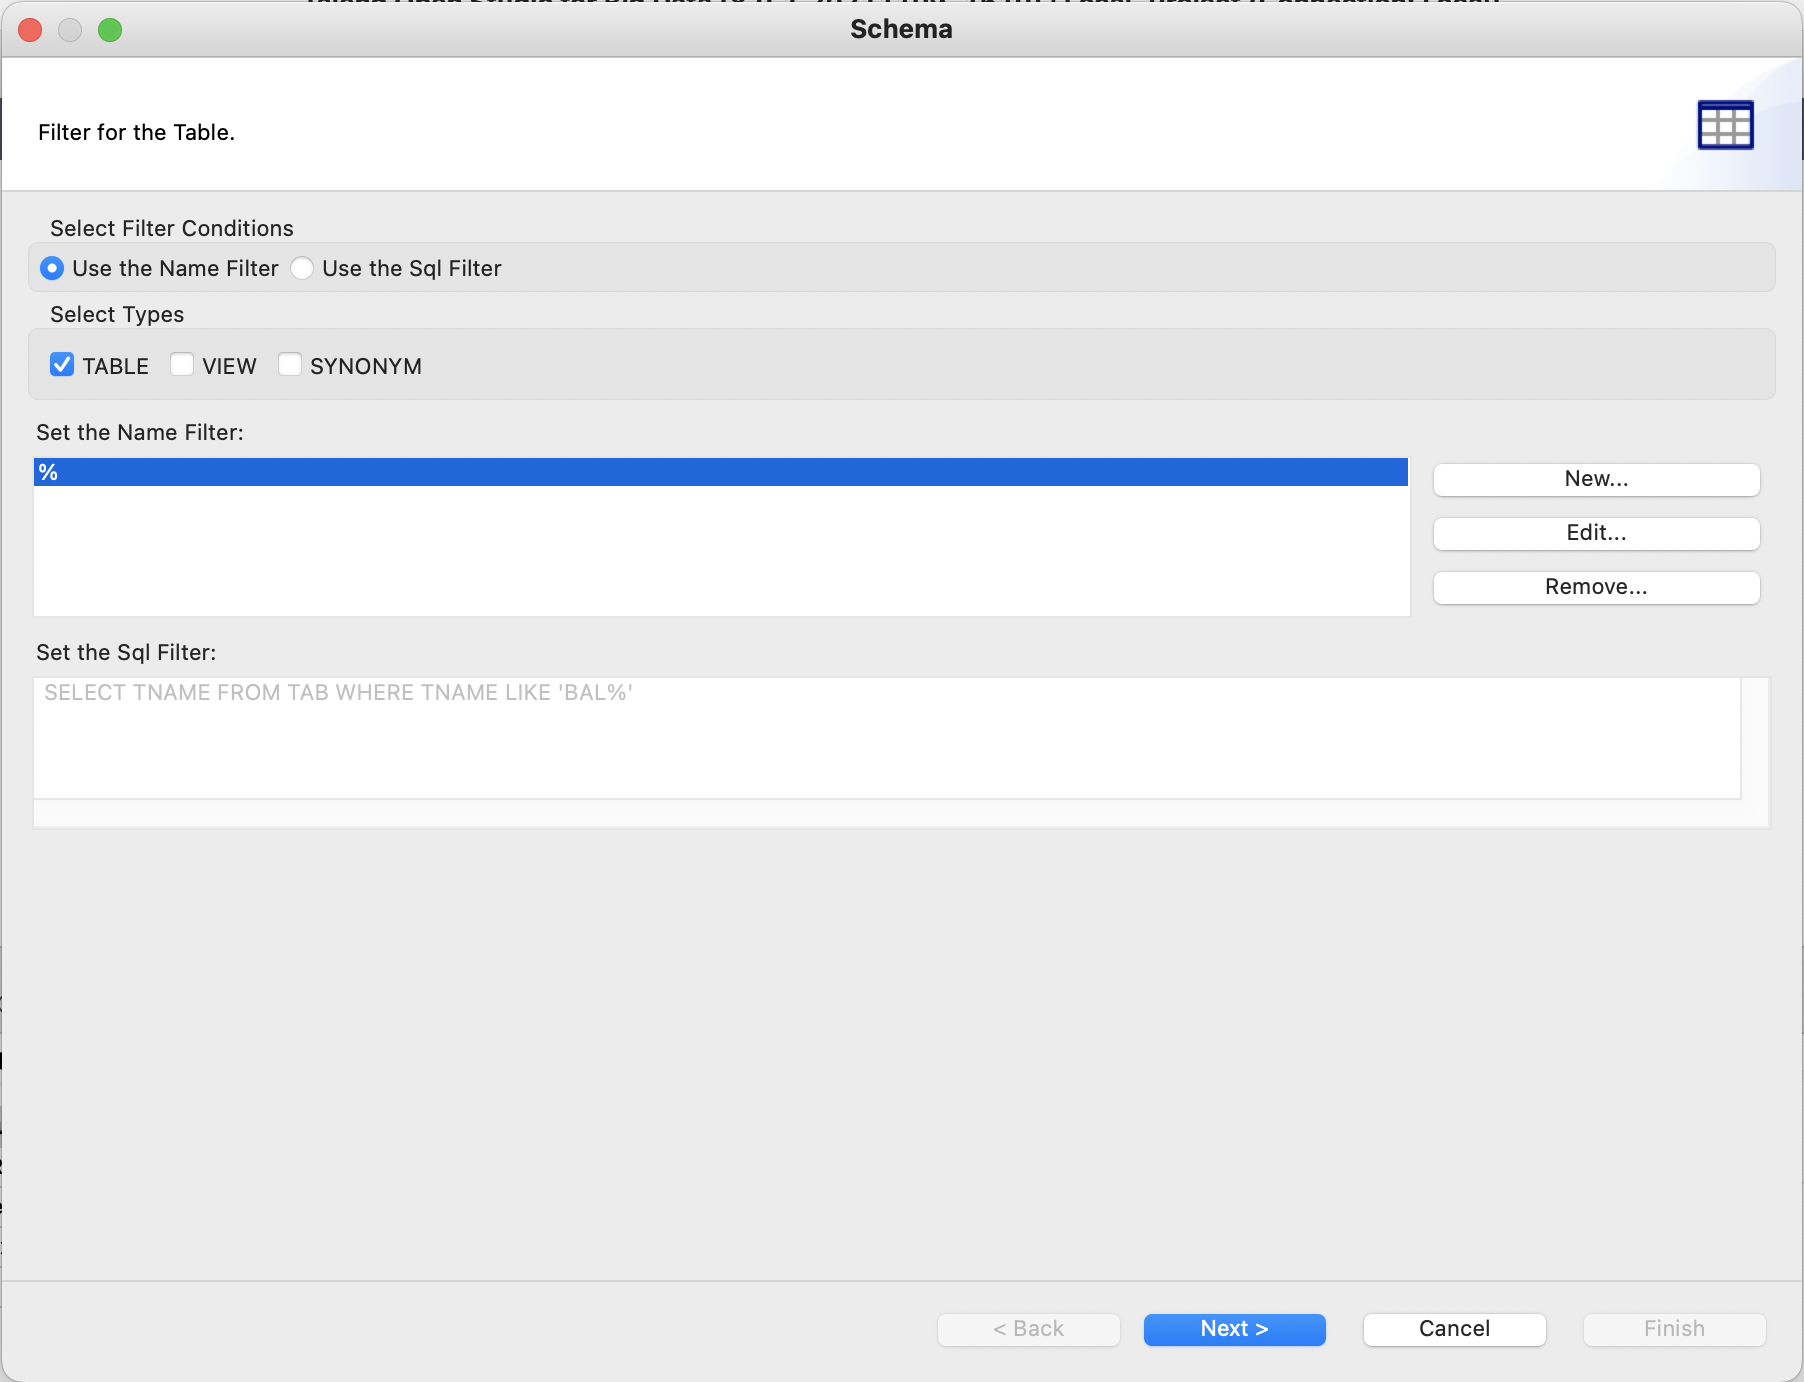 Schema
Filter for the Table.
Select Filter Conditions
Use the Name Filter Use the Sql Filter
Select Types
TABLE VIEW SYNONYM
Set the Name Filter:
%
New...
Edit...
Remove...
Set the Sql Filter:
SELECT TNAME FROM TAB WHERE TNAME LIKE 'BAL%'
< Back Next > Cancel Finish